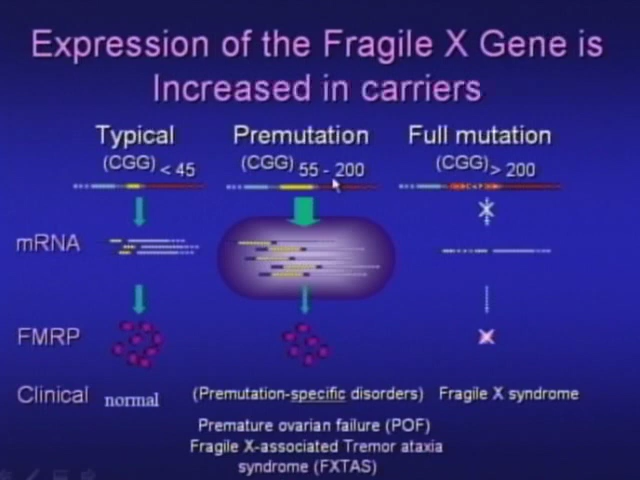 Expression of the Fragile X Gene is
Increased in carriers
Typical Premutation Full mutation
(CGG) < 45 (CGG) 55 - 200 (CGG) > 200
mRNA
FMRP
Clinical normal (Premutation-specific disorders) Fragile X syndrome
Premature ovarian failure (POF)
Fragile X-associated Tremor ataxia
syndrome (FXTAS)